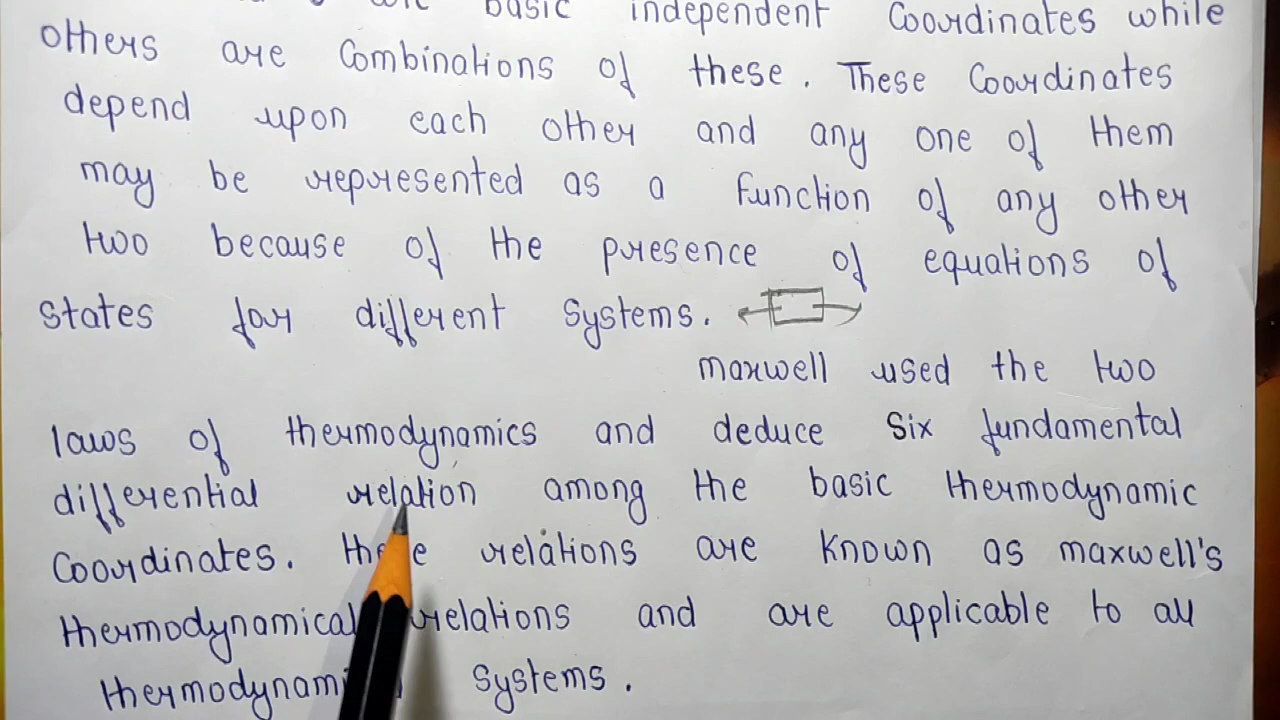 basic independent Coordinates while
others are Combinations of these. These Coordinates
depend upon each other and any one of them
may be represented as a function of any other
two because of the presence of equations of
states for different systems.
maxwell used the two
laws of thermodynamics and deduce six fundamental
differential relation among the basic thermodynamic
Coordinates. these relations are known as maxwell's
thermodynamical relations and are applicable to all
systems.